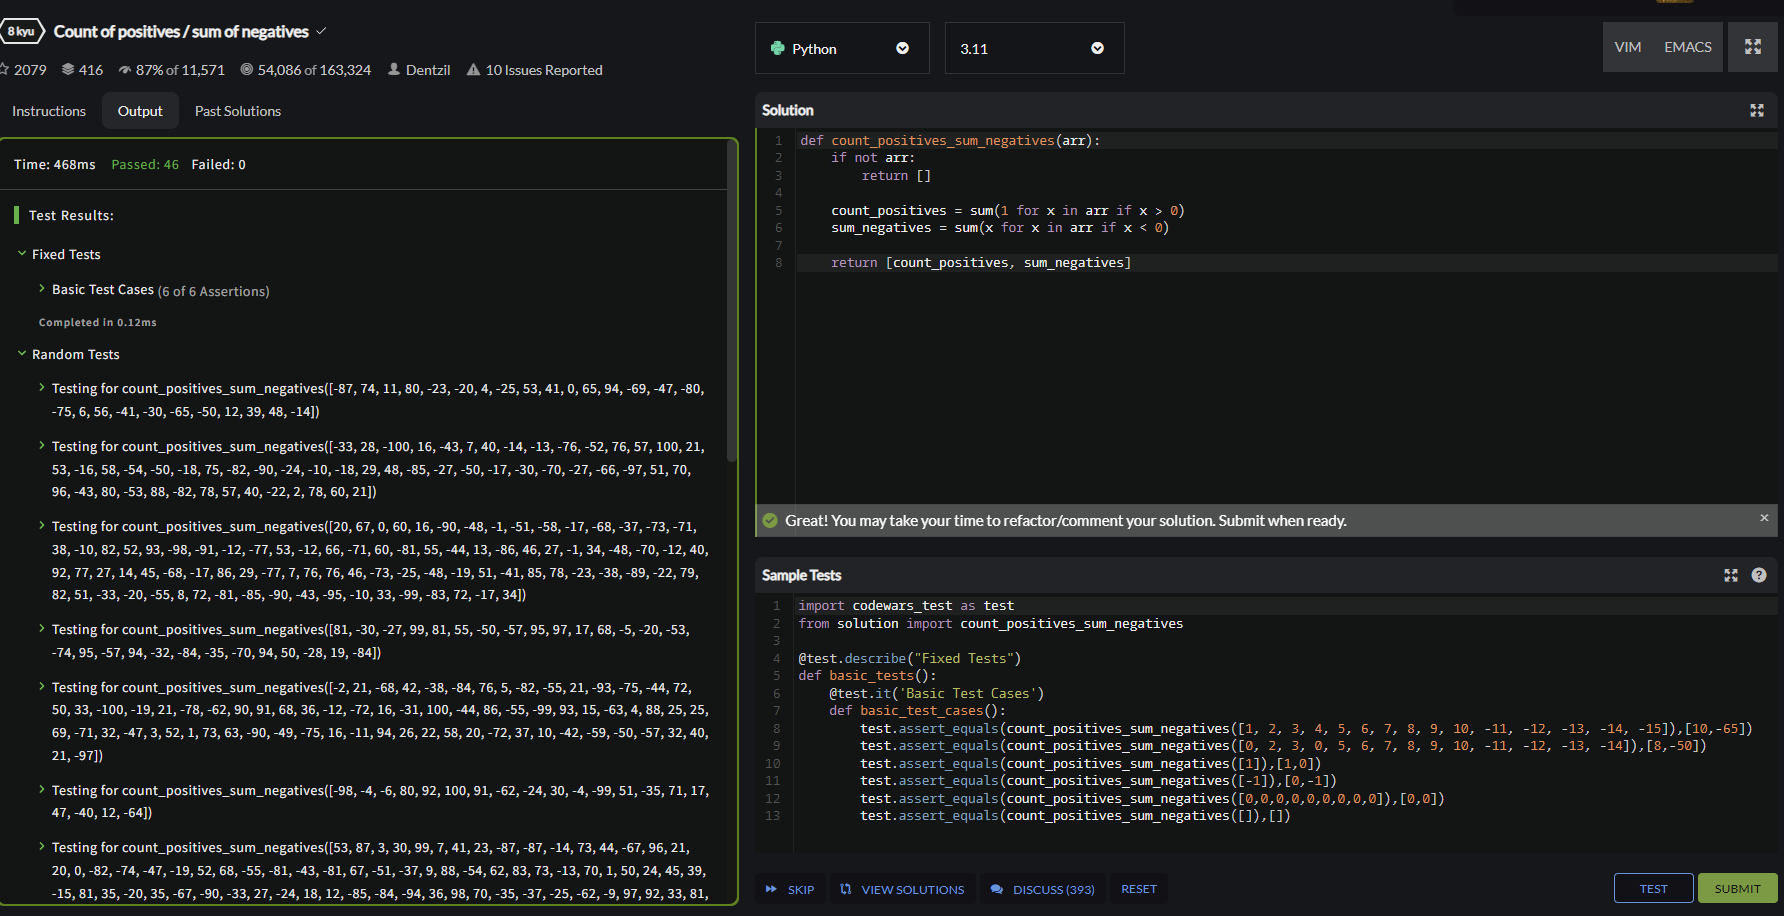 8 kyu Count of positives / sum of negatives
2079 416 87% of 11,571 54,086 of 163,324 Dentzil 10 Issues Reported
Instructions Output Past Solutions
Time: 468ms Passed: 46 Failed: 0
Test Results:
Fixed Tests
Basic Test Cases (6 of 6 Assertions)
Completed in 0.12ms
Random Tests
Testing for count_positives_sum_negatives([-87, 74, 11, 80, -23, -20, 4, -25, 53, 41, 0, 65, 94, -69, -47, -80,
-75, 6, 56, -41, -30, -65, -50, 12, 39, 48, -14])
Testing for count_positives_sum_negatives([-33, 28, -100, 16, -43, 7, 40, -14, -13, -76, -52, 76, 57, 100, 21,
53, -16, 58, -54, -50, -18, 75, -82, -90, -24, -10, -18, 29, 48, -85, -27, -50, -17, -30, -70, -27, -66, -97, 51, 70,
96, -43, 80, -53, 88, -82, 78, 57, 40, -22, 2, 78, 60, 21])
Testing for count_positives_sum_negatives([20, 67, 0, 60, 16, -90, -48, -1, -51, -58, -17, -68, -37, -73, -71,
38, -10, 82, 52, 93, -98, -91, -12, -77, 53, -12, 66, -71, 60, -81, 55, -44, 13, -86, 46, 27, -1, 34, -48, -70, -12, 40,
92, 77, 27, 14, 45, -68, -17, 86, 29, -77, 7, 76, 76, 46, -73, -25, -48, -19, 51, -41, 85, 78, -23, -38, -89, -22, 79,
82, 51, -33, -20, -55, 8, 72, -81, -85, -90, -43, -95, -10, 33, -99, -83, 72, -17, 34])
Testing for count_positives_sum_negatives([81, -30, -27, 99, 81, 55, -50, -57, 95, 97, 17, 68, -5, -20, -53,
-74, 95, -57, 94, -32, -84, -35, -70, 94, 50, -28, 19, -84])
Testing for count_positives_sum_negatives([-2, 21, -68, 42, -38, -84, 76, 5, -82, -55, 21, -93, -75, -44, 72,
50, 33, -100, -19, 21, -78, -62, 90, 91, 68, 36, -12, -72, 16, -31, 100, -44, 86, -55, -99, 93, 15, -63, 4, 88, 25, 25,
69, -71, 32, -47, 3, 52, 1, 73, 63, -90, -49, -75, 16, -11, 94, 26, 22, 58, 20, -72, 37, 10, -42, -59, -50, -57, 32, 40,
21, -97])
Testing for count_positives_sum_negatives([-98, -4, -6, 80, 92, 100, 91, -62, -24, 30, -4, -99, 51, -35, 71, 17,
47, -40, 12, -64])
Testing for count_positives_sum_negatives([53, 87, 3, 30, 99, 7, 41, 23, -87, -87, -14, 73, 44, -67, 96, 21,
20, 0, -82, -74, -47, -19, 52, 68, -55, -81, -43, -81, 67, -51, -37, 9, 88, -54, 62, 83, 73, -13, 70, 1, 50, 24, 45, 39,
-15, 81, 35, -20, 35, -67, -90, -33, 27, -24, 18, 12, -85, -84, -94, 36, 98, 70, -35, -37, -25, -62, -9, 97, 92, 33, 81,
Python 3.11 VIM EMACS
Solution
1 def count_positives_sum_negatives(arr):
2 if not arr:
3 return []
4
5 count_positives = sum(1 for x in arr if x > 0)
6 sum_negatives = sum(x for x in arr if x < 0)
7
8 return [count_positives, sum_negatives]
Great! You may take your time to refactor/comment your solution. Submit when ready. ×
Sample Tests
1 import codewars_test as test
2 from solution import count_positives_sum_negatives
3
4 @test.describe("Fixed Tests")
5 def basic_tests():
6 @test.it('Basic Test Cases')
7 def basic_test_cases():
8 test.assert_equals(count_positives_sum_negatives([1, 2, 3, 4, 5, 6, 7, 8, 9, 10, -11, -12, -13, -14, -15]),[10,-65])
9 test.assert_equals(count_positives_sum_negatives([0, 2, 3, 0, 5, 6, 7, 8, 9, 10, -11, -12, -13, -14]),[8,-50])
10 test.assert_equals(count_positives_sum_negatives([1]),[1,0])
11 test.assert_equals(count_positives_sum_negatives([-1]),[0,-1])
12 test.assert_equals(count_positives_sum_negatives([0,0,0,0,0,0,0,0,0]),[0,0])
13 test.assert_equals(count_positives_sum_negatives([]),[])
SKIP VIEW SOLUTIONS DISCUSS (393) RESET TEST SUBMIT